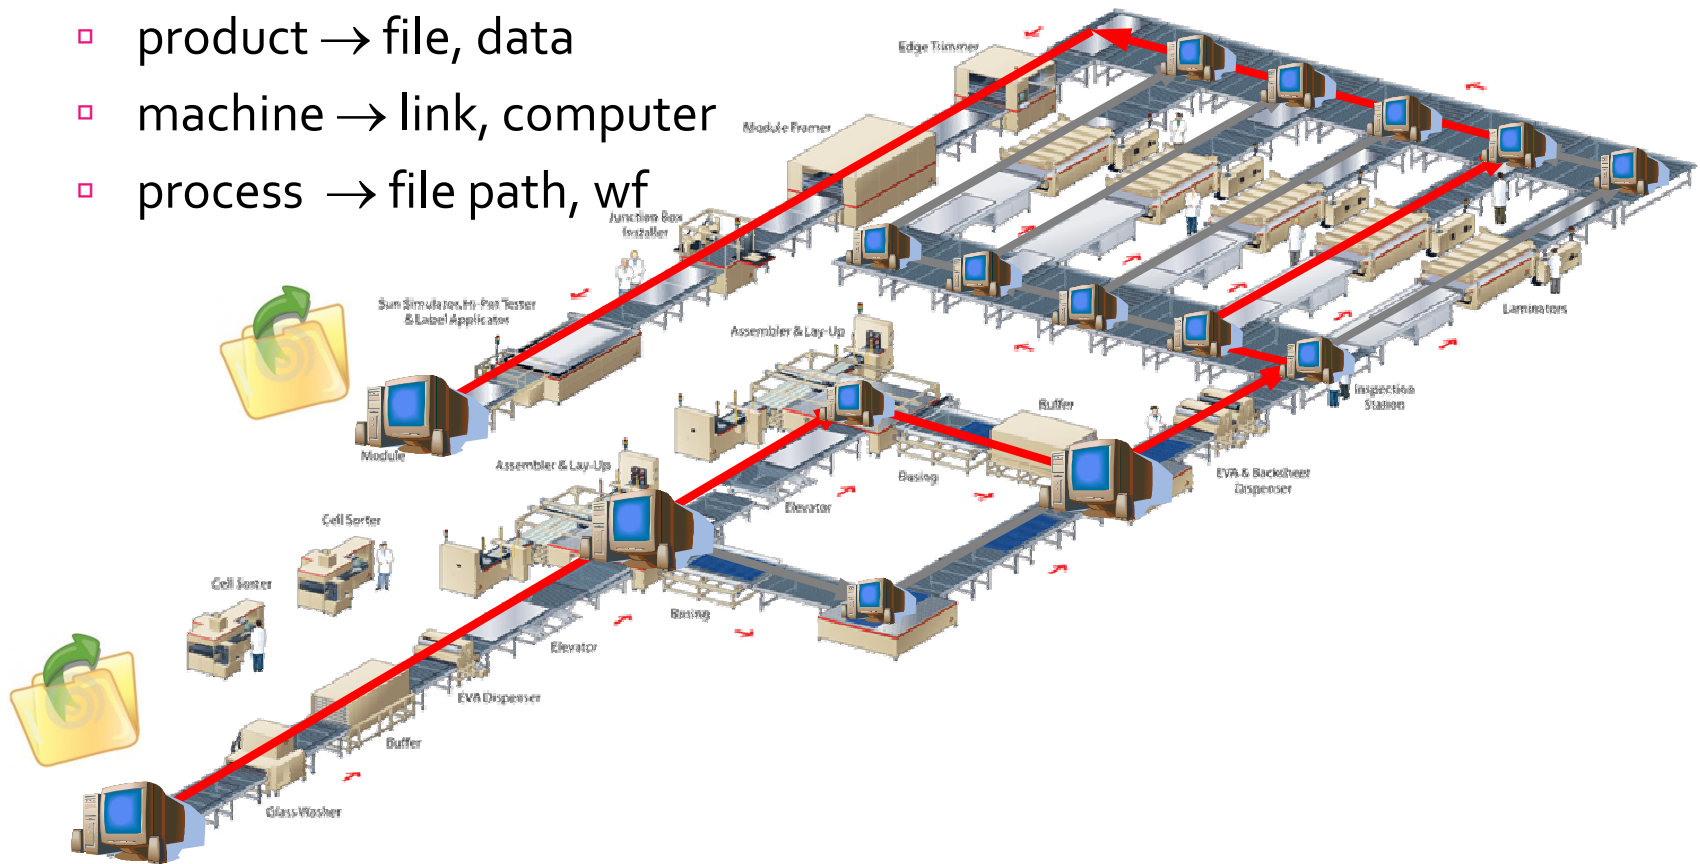 product → file, data
machine → link, computer
process → file path, wf
Edge Trimmer
Module Framer
Junction Box
Installer
Sun Simulator, Hi-Pot Tester
& Label Applicator
Module
Assembler & Lay-Up
Buffer
Laminators
Inspection
Station
Assembler & Lay-Up
Busing
EVA & Backsheet
Dispenser
Elevator
Cell Sorter
Cell Sorter
Busing
Elevator
EVA Dispenser
Buffer
Glass Washer